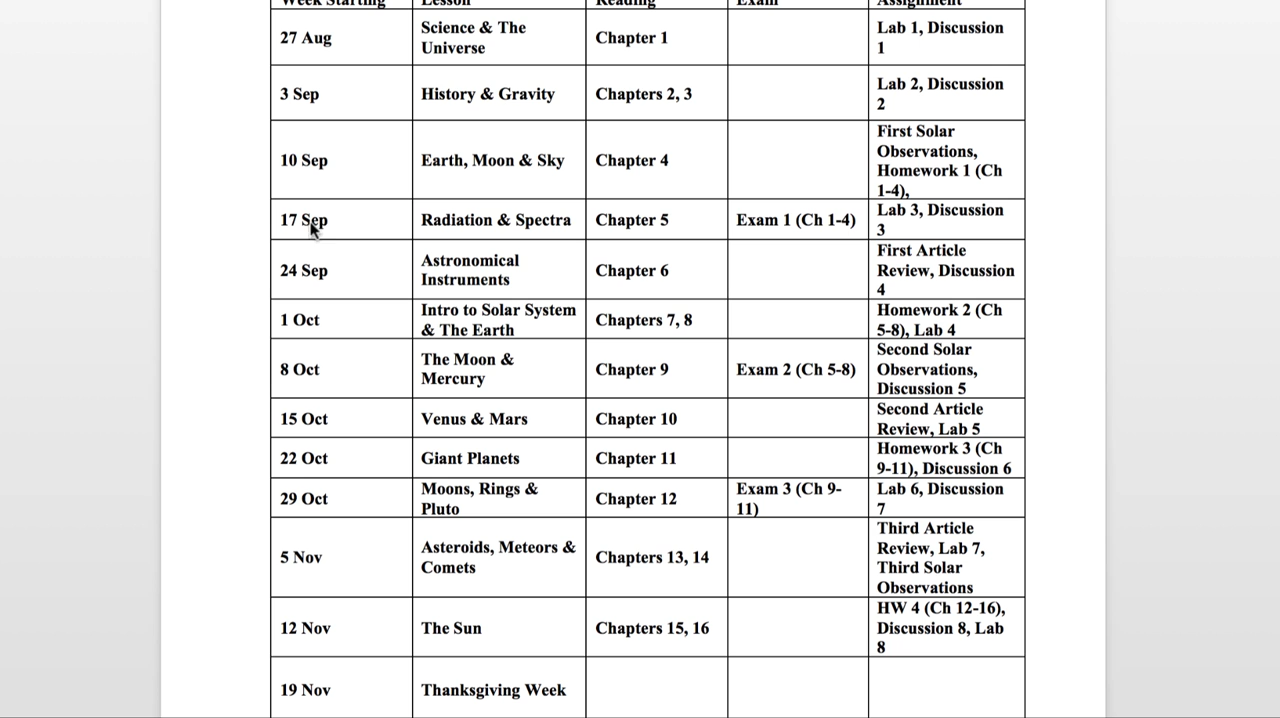 Week Starting Lesson Reading Exam Assignment
27 Aug Science & The Universe Chapter 1 Lab 1, Discussion 1
3 Sep History & Gravity Chapters 2, 3 Lab 2, Discussion 2
10 Sep Earth, Moon & Sky Chapter 4 First Solar Observations, Homework 1 (Ch 1-4),
17 Sep Radiation & Spectra Chapter 5 Exam 1 (Ch 1-4) Lab 3, Discussion 3
24 Sep Astronomical Instruments Chapter 6 First Article Review, Discussion 4
1 Oct Intro to Solar System & The Earth Chapters 7, 8 Homework 2 (Ch 5-8), Lab 4
8 Oct The Moon & Mercury Chapter 9 Exam 2 (Ch 5-8) Second Solar Observations, Discussion 5
15 Oct Venus & Mars Chapter 10 Second Article Review, Lab 5
22 Oct Giant Planets Chapter 11 Homework 3 (Ch 9-11), Discussion 6
29 Oct Moons, Rings & Pluto Chapter 12 Exam 3 (Ch 9-11) Lab 6, Discussion 7
5 Nov Asteroids, Meteors & Comets Chapters 13, 14 Third Article Review, Lab 7, Third Solar Observations
12 Nov The Sun Chapters 15, 16 HW 4 (Ch 12-16), Discussion 8, Lab 8
19 Nov Thanksgiving Week